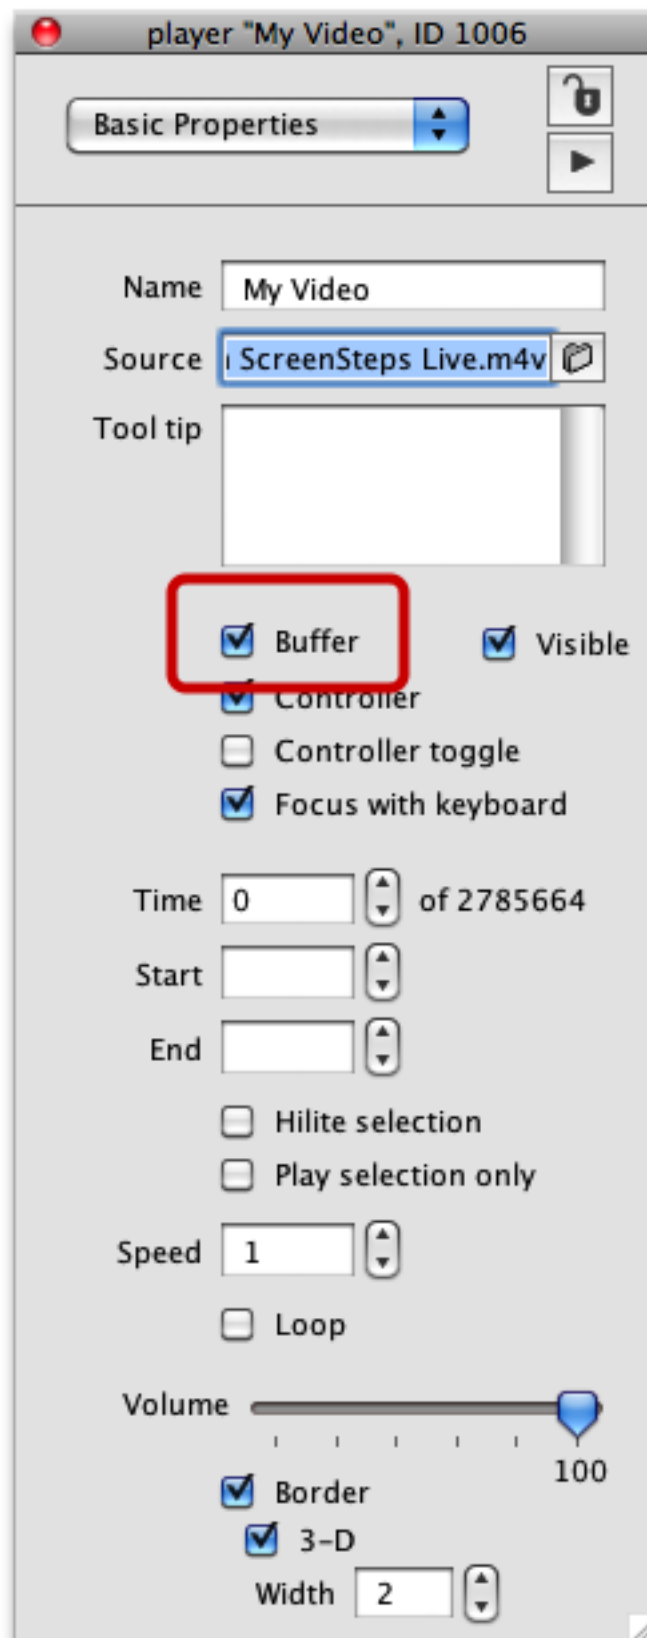 player "My Video", ID 1006
Basic Properties
Name My Video
Source ScreenSteps Live.m4v
Tool tip
Buffer Visible
Controller
Controller toggle
Focus with keyboard
Time 0 of 2785664
Start
End
Hilite selection
Play selection only
Speed 1
Loop
Volume
100
Border
3-D
Width 2